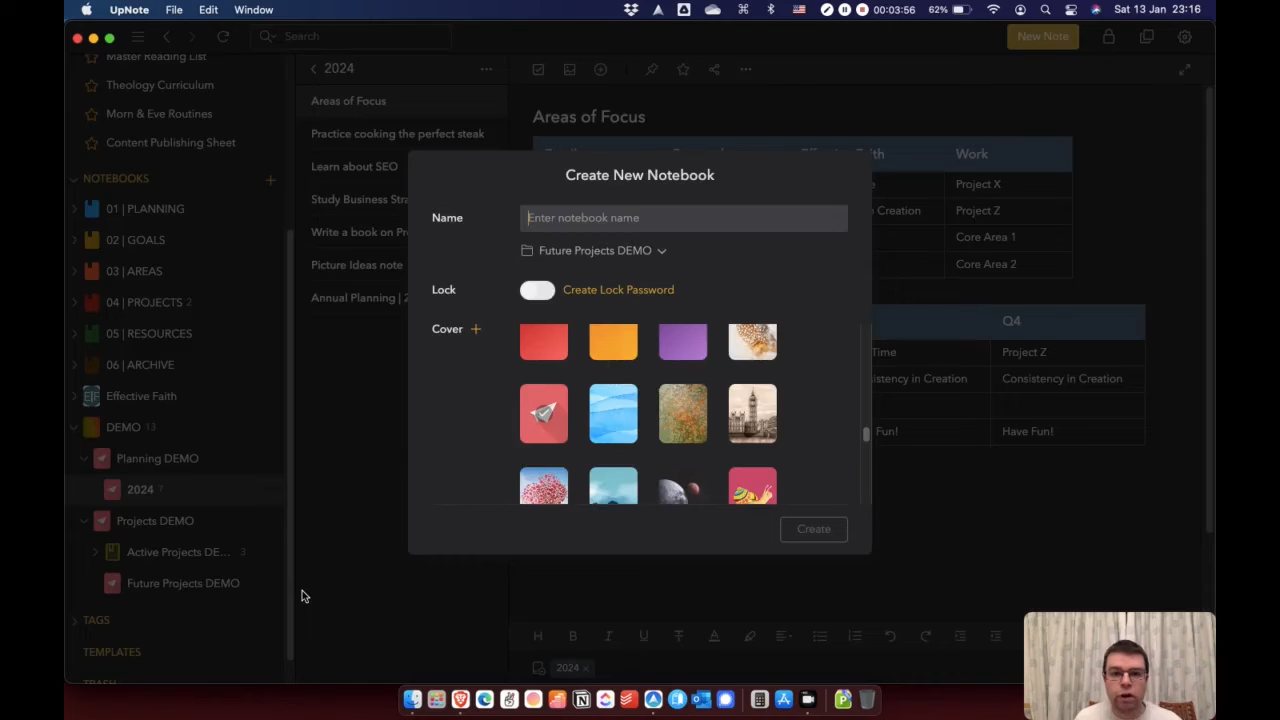 UpNote File Edit Window
00:03:56 62% Sat 13 Jan 23:16
Search
New Note
Master Reading List
Theology Curriculum
Morn & Eve Routines
Content Publishing Sheet
NOTEBOOKS
01 | PLANNING
02 | GOALS
03 | AREAS
04 | PROJECTS 2
05 | RESOURCES
06 | ARCHIVE
EF Effective Faith
DEMO 13
Planning DEMO
2024 7
Projects DEMO
Active Projects DE... 3
Future Projects DEMO
TAGS
TEMPLATES
TRASH
2024
Areas of Focus
Practice cooking the perfect steak
Learn about SEO
Study Business Stra
Write a book on Pr
Picture Ideas note
Annual Planning | 2
Areas of Focus
Work
Project X
Creation Project Z
Core Area 1
Core Area 2
Q4
Time Project Z
sistency in Creation Consistency in Creation
Fun! Have Fun!
Create New Notebook
Name Enter notebook name
Future Projects DEMO
Lock Create Lock Password
Cover +
Create
H B I U T A
2024 ×